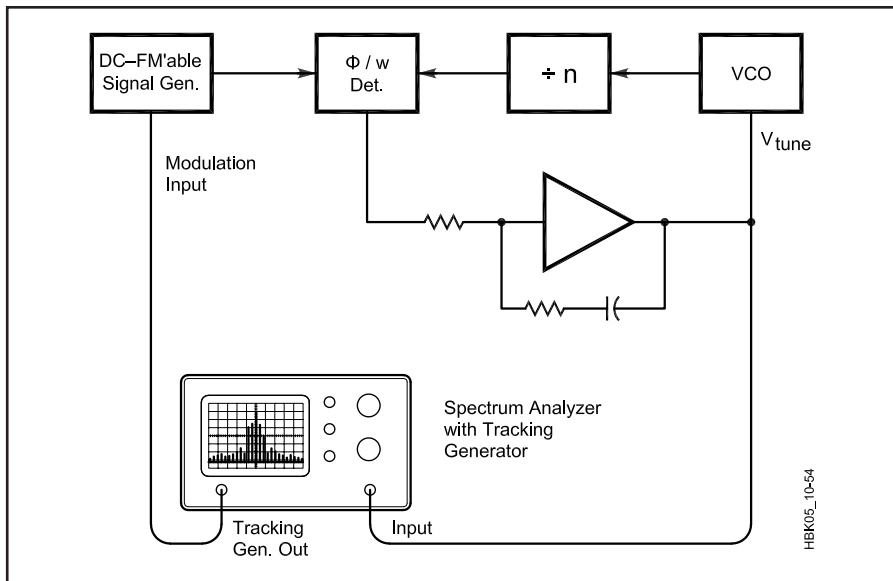 DC–FM'able
Signal Gen.
Φ / w
Det.
÷ n
VCO
V tune
Modulation
Input
Spectrum Analyzer
with Tracking
Generator
Tracking
Gen. Out
Input
HBK05_10-54